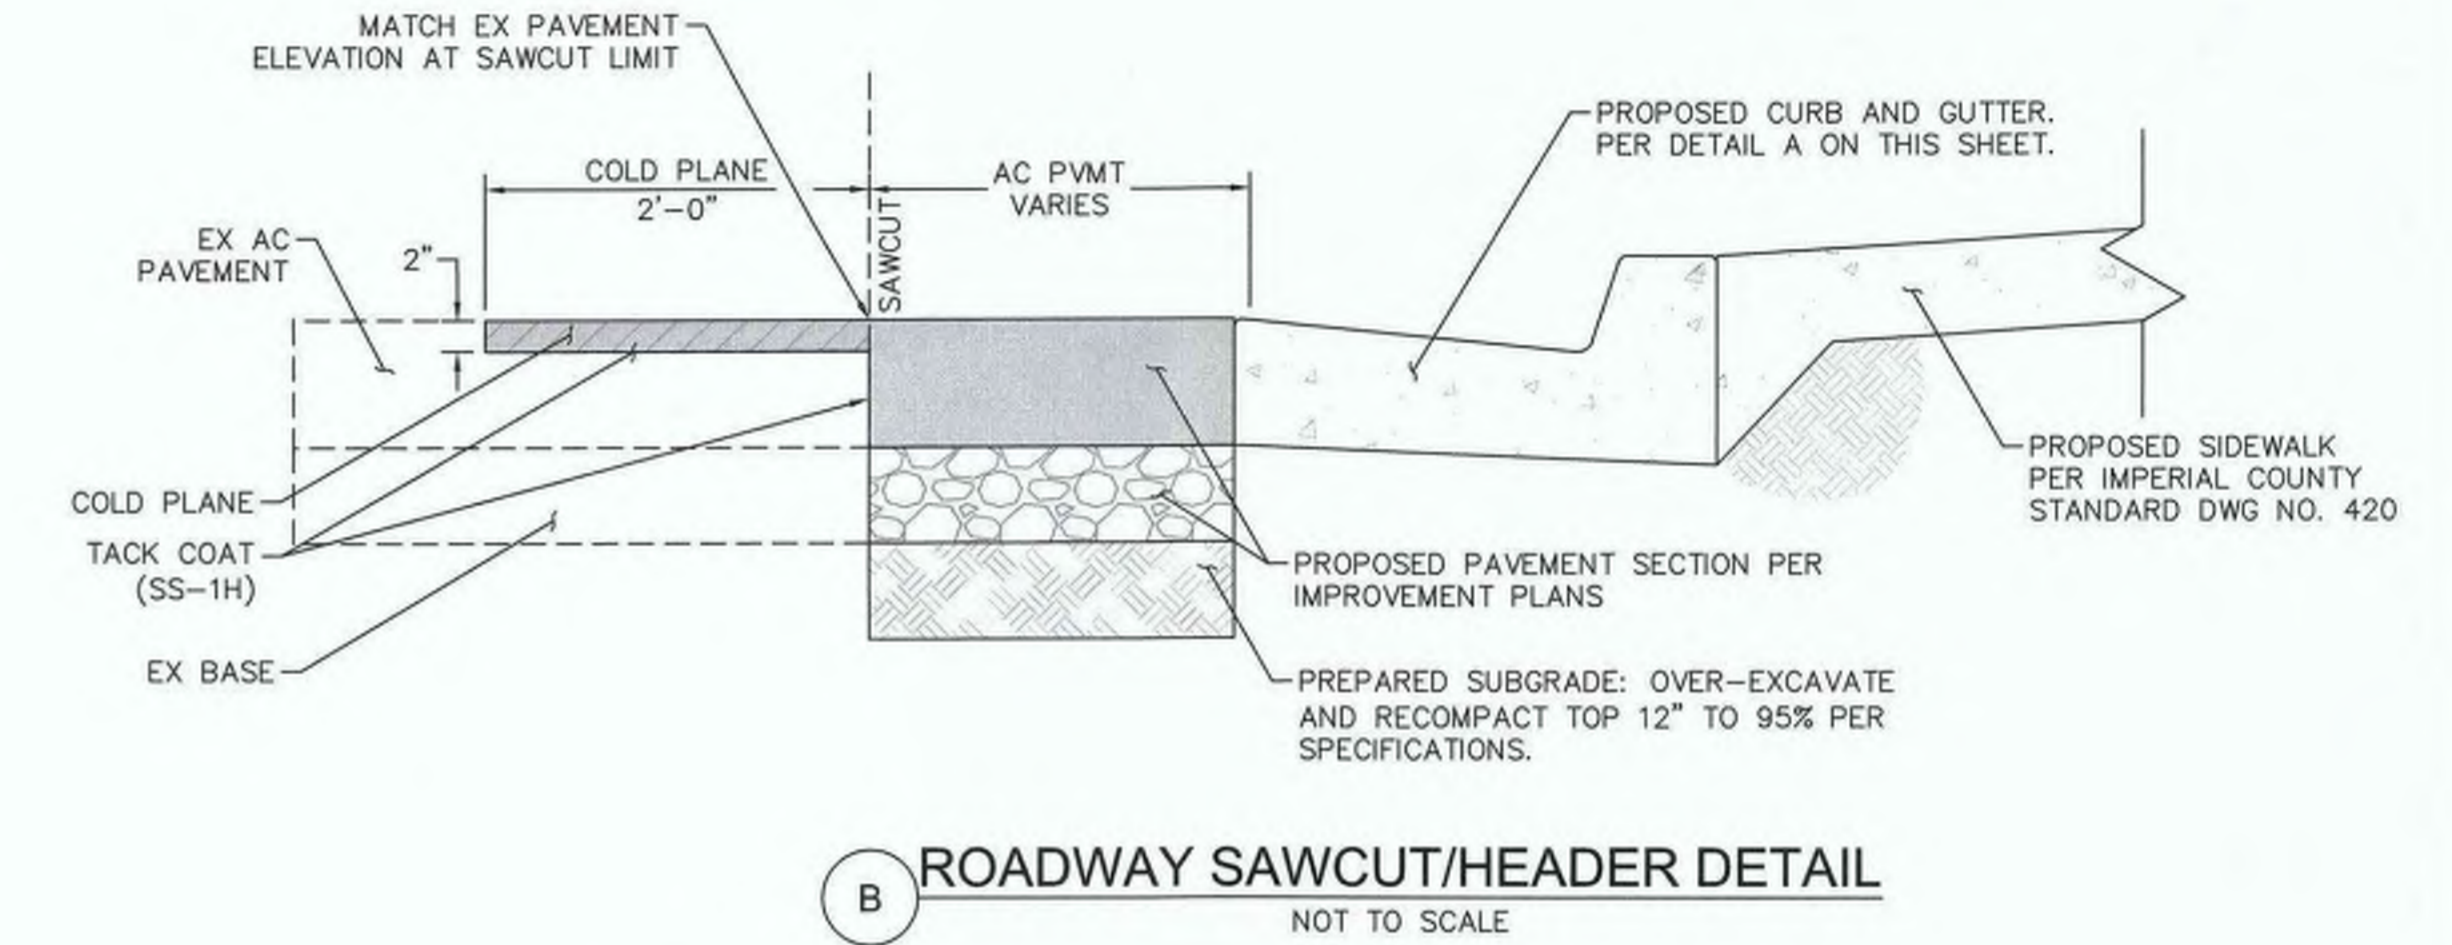 MATCH EX PAVEMENT
ELEVATION AT SAWCUT LIMIT
PROPOSED CURB AND GUTTER.
PER DETAIL A ON THIS SHEET.
COLD PLANE
2'-0"
AC PVMT
VARIES
SAWCUT
EX AC
PAVEMENT
2"
COLD PLANE
TACK COAT
(SS-1H)
EX BASE
PROPOSED SIDEWALK
PER IMPERIAL COUNTY
STANDARD DWG NO. 420
PROPOSED PAVEMENT SECTION PER
IMPROVEMENT PLANS
PREPARED SUBGRADE: OVER-EXCAVATE
AND RECOMPACT TOP 12" TO 95% PER
SPECIFICATIONS.
B
ROADWAY SAWCUT/HEADER DETAIL
NOT TO SCALE